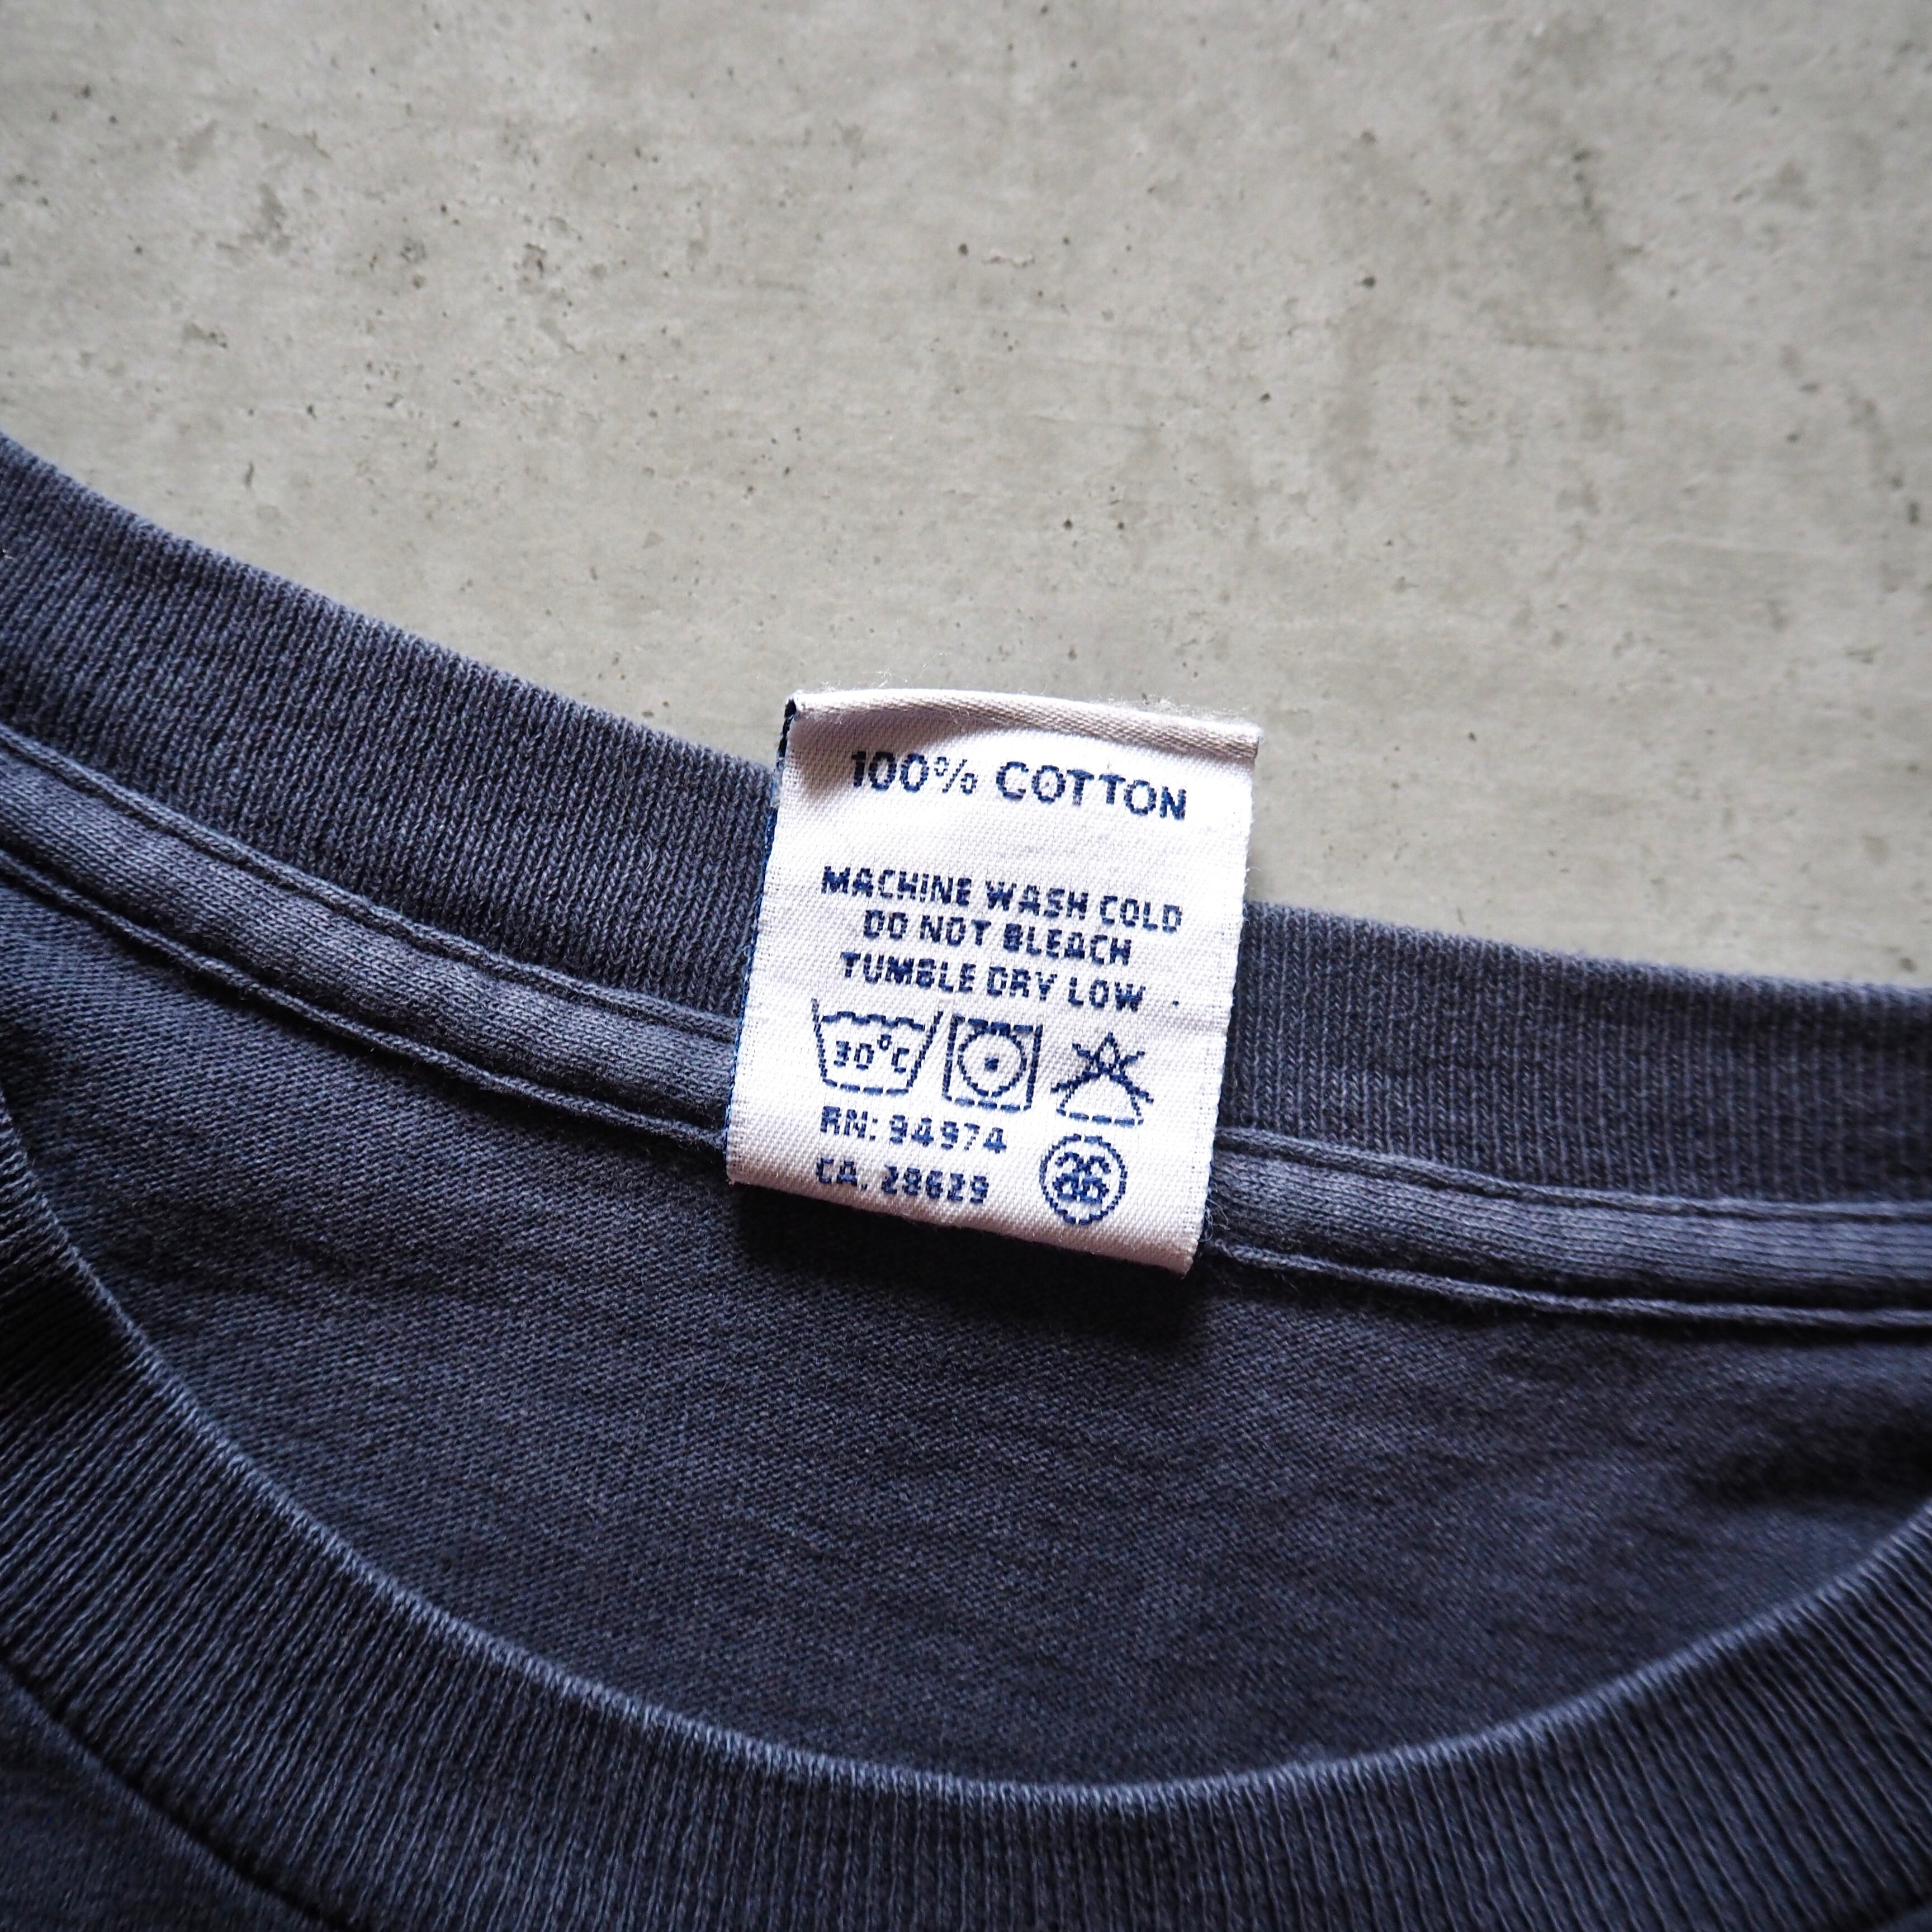 100% COTTON
MACHINE WASH COLD
DO NOT BLEACH
TUMBLE DRY LOW
30°C
RN: 94974
CA. 28629